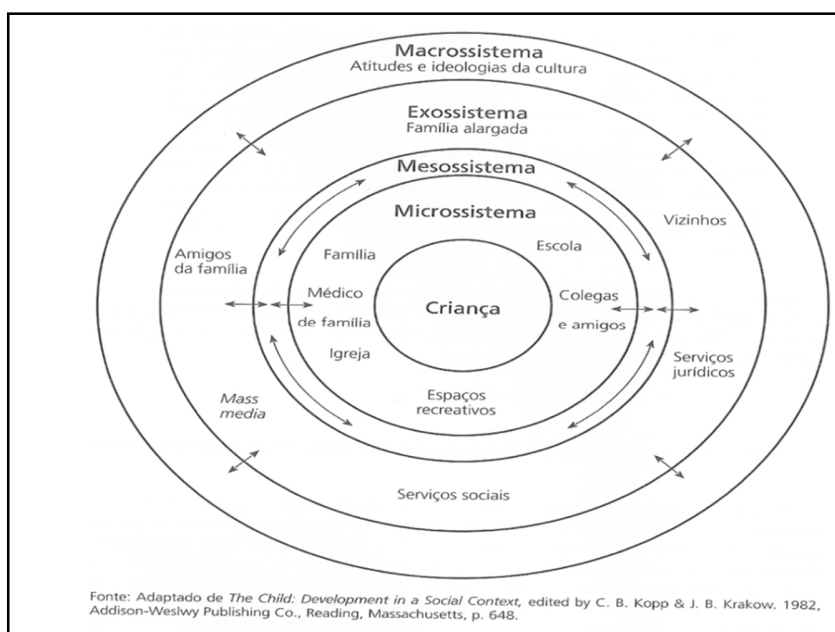 Macrossistema
Atitudes e ideologias da cultura
Exossistema
Família alargada
Mesossistema
Microssistema
Vizinhos
Escola
Família
Amigos
da família
Médico
de família
Criança
Colegas
e amigos
Igreja
Serviços
jurídicos
Espaços
recreativos
Mass
media
Serviços sociais
Fonte: Adaptado de The Child: Development in a Social Context, edited by C. B. Kopp & J. B. Krakow. 1982,
Addison-Weslwy Publishing Co., Reading, Massachusetts, p. 648.